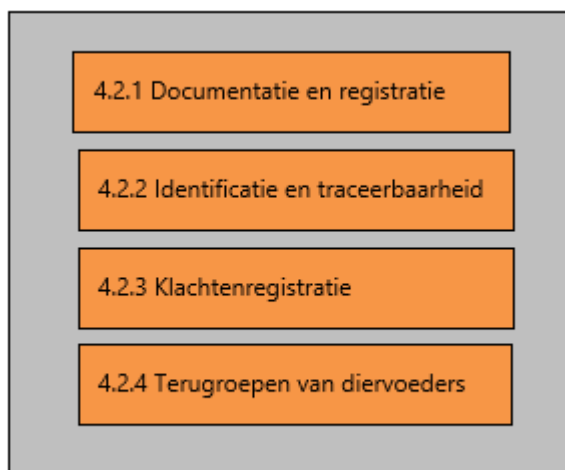 4.2.1 Documentatie en registratie
4.2.2 Identificatie en traceerbaarheid
4.2.3 Klachtenregistratie
4.2.4 Terugroepen van diervoeders